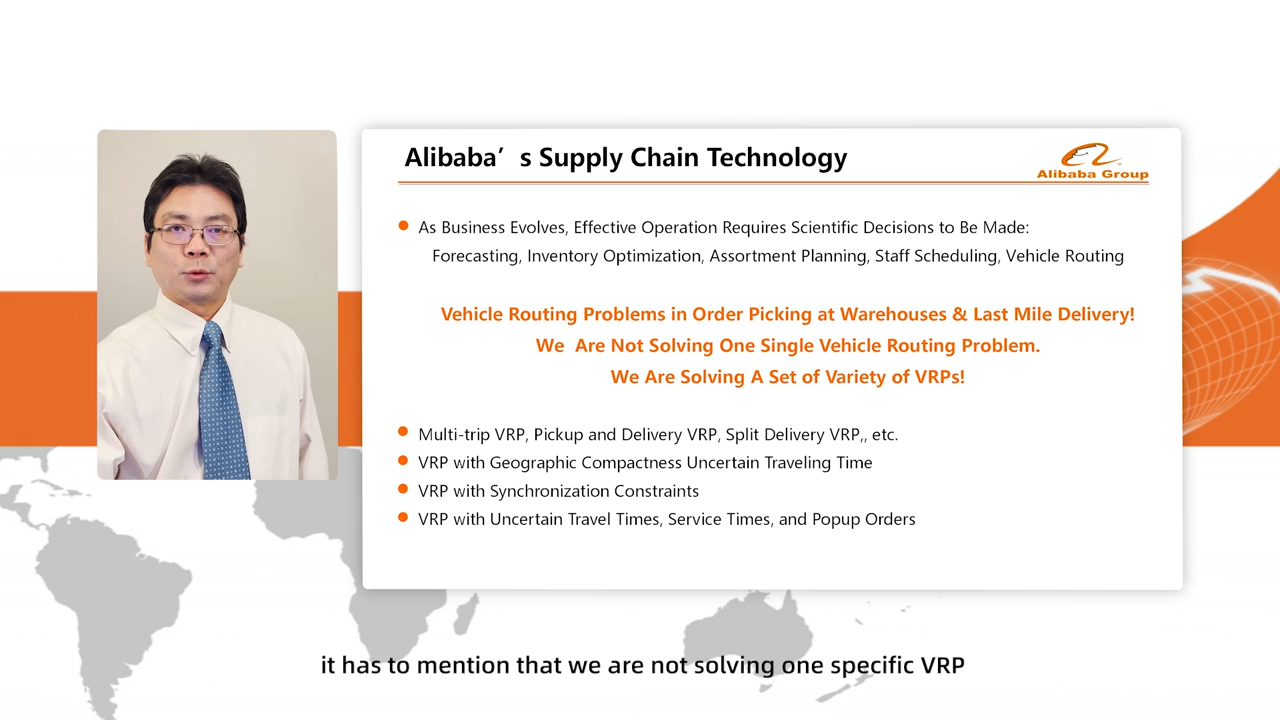 Alibaba’s Supply Chain Technology
Alibaba Group
As Business Evolves, Effective Operation Requires Scientific Decisions to Be Made:
Forecasting, Inventory Optimization, Assortment Planning, Staff Scheduling, Vehicle Routing
Vehicle Routing Problems in Order Picking at Warehouses & Last Mile Delivery!
We Are Not Solving One Single Vehicle Routing Problem.
We Are Solving A Set of Variety of VRPs!
Multi-trip VRP, Pickup and Delivery VRP, Split Delivery VRP,, etc.
VRP with Geographic Compactness Uncertain Traveling Time
VRP with Synchronization Constraints
VRP with Uncertain Travel Times, Service Times, and Popup Orders
it has to mention that we are not solving one specific VRP